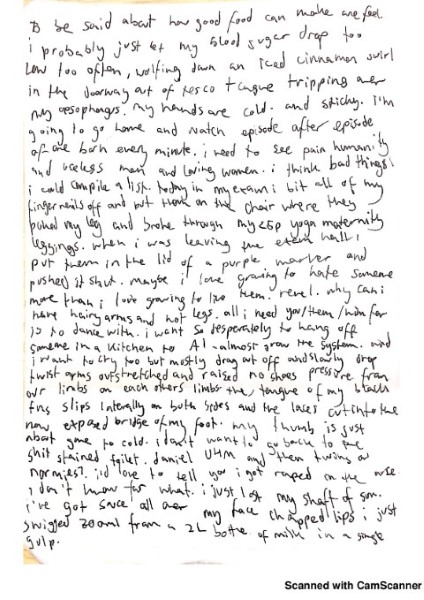 to be said about how good food can make one feel.
i probably just let my blood sugar drop too
low too often, wolfing down an iced cinnamon swirl
in the doorway out of tesco tongue tripping over
my oesophagus. my hands are cold. and sticky. i'm
going to go home and watch episode after episode
of one born every minute. i need to see pain humanity
and useless men and loving women. i think bad things.
i could compile a list. today in my exam i bit all of my
fingernails off and put them on the chair where they
poked my leg and broke through my £5p yoga maternity
leggings. when i was leaving the exam hall i
put them in the lid of a purple marker and
pushed it shut. maybe i love growing to hate someone
more than i love growing to love them. revel. why can i
have hairy arms and not legs. all i need you/them/him for
is to dance with. i want so desperately to hang off
someone in a kitchen to A1 - almost grow the system. and
i want to cry too but mostly drag out off and slowly drop
twist arms outstretched and raised no shoes pressure from
our limbs on each others limbs the tongue of my black
tns slips laterally on both sides and the laces cut into the
now exposed bridge of my foot. my thumb is just
about gone to cold. i don't want to go back to the
shit stained toilet. daniel U4M and then twins or
normies?. i'd love to tell you i got raped on the
i don't know for what. i just lost my shaft of sun.
i've got sauce all over my face chapped lips i just
swigged 300ml from a 2L bottle of milk in a single
gulp.
Scanned with CamScanner